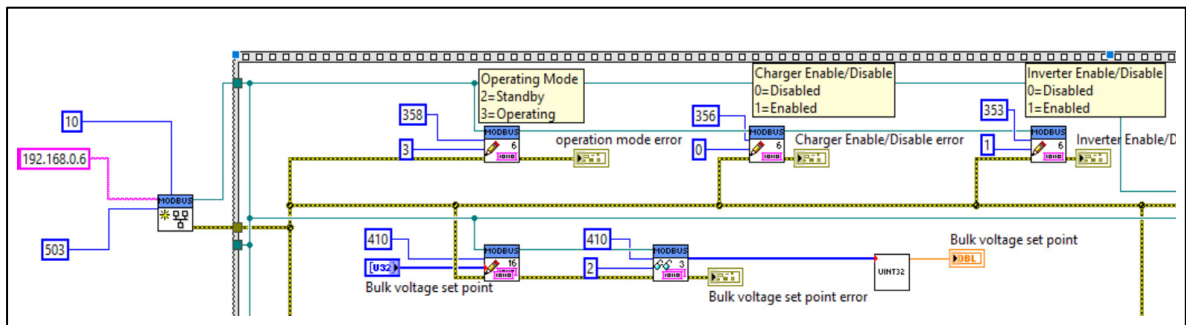 Operating Mode
2=Standby
3=Operating
Charger Enable/Disable
0=Disabled
1=Enabled
Inverter Enable/Disable
0=Disabled
1=Enabled
10
358
356
353
MODBUS
6
MODBUS
6
MODBUS
6
operation mode error
Charger Enable/Disable error
Inverter Enable/D
3
0
1
192.168.0.6
MODBUS
503
410
410
MODBUS
16
MODBUS
3
Bulk voltage set point
[U32]
2
UINT32
DBL
Bulk voltage set point
Bulk voltage set point error